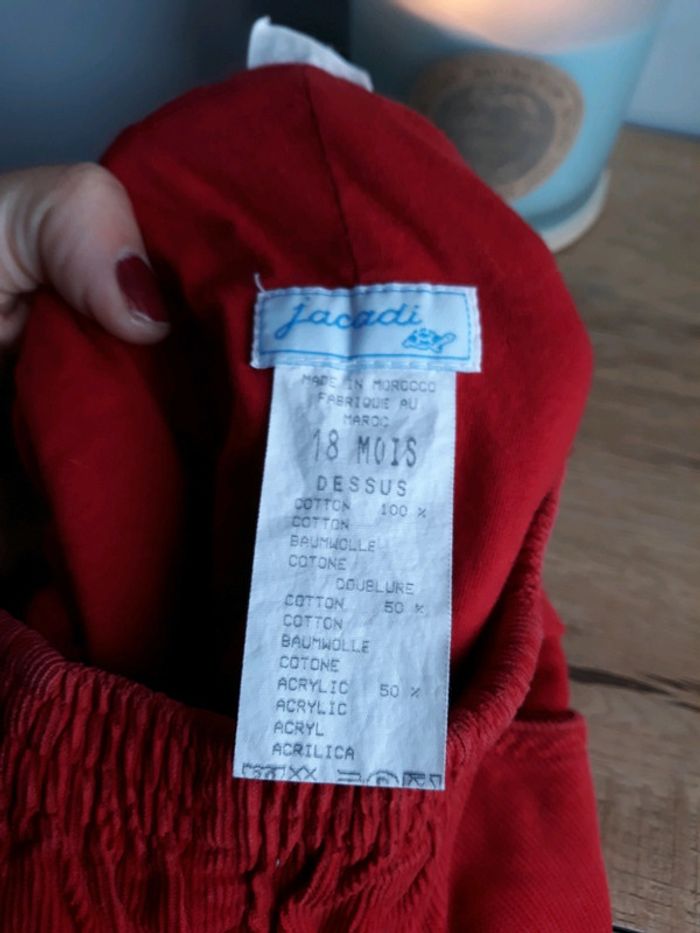 jacadi
MADE IN MOROCCO
FABRIQUE AU
MAROC
18 MOIS
DESSUS
COTTON 100 %
COTTON
BAUMWOLLE
COTONE
DOUBLURE
COTTON 50 %
COTTON
BAUMWOLLE
COTONE
ACRYLIC 50 %
ACRYLIC
ACRYL
ACRILICA